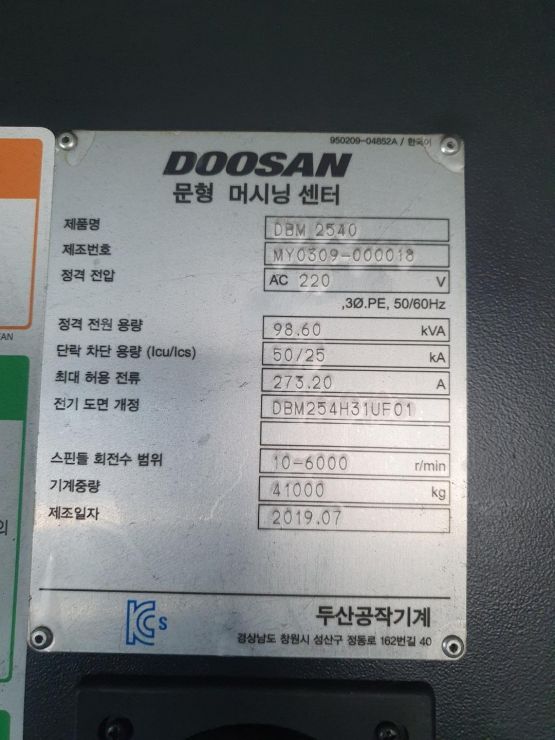 950209-04852A / 한국어
DOOSAN
문형 머시닝 센터
제품명 DBM 2540
제조번호 MY0309-000018
정격 전압 AC 220 V
,3Ø.PE, 50/60Hz
정격 전원 용량 98.60 kVA
단락 차단 용량 (Icu/Ics) 50/25 kA
최대 허용 전류 273.20 A
전기 도면 개정 DBM254H31UF01
스핀들 회전수 범위 10-6000 r/min
기계중량 41000 kg
제조일자 2019.07
KCs
두산공작기계
경상남도 창원시 성산구 정동로 162번길 40
의